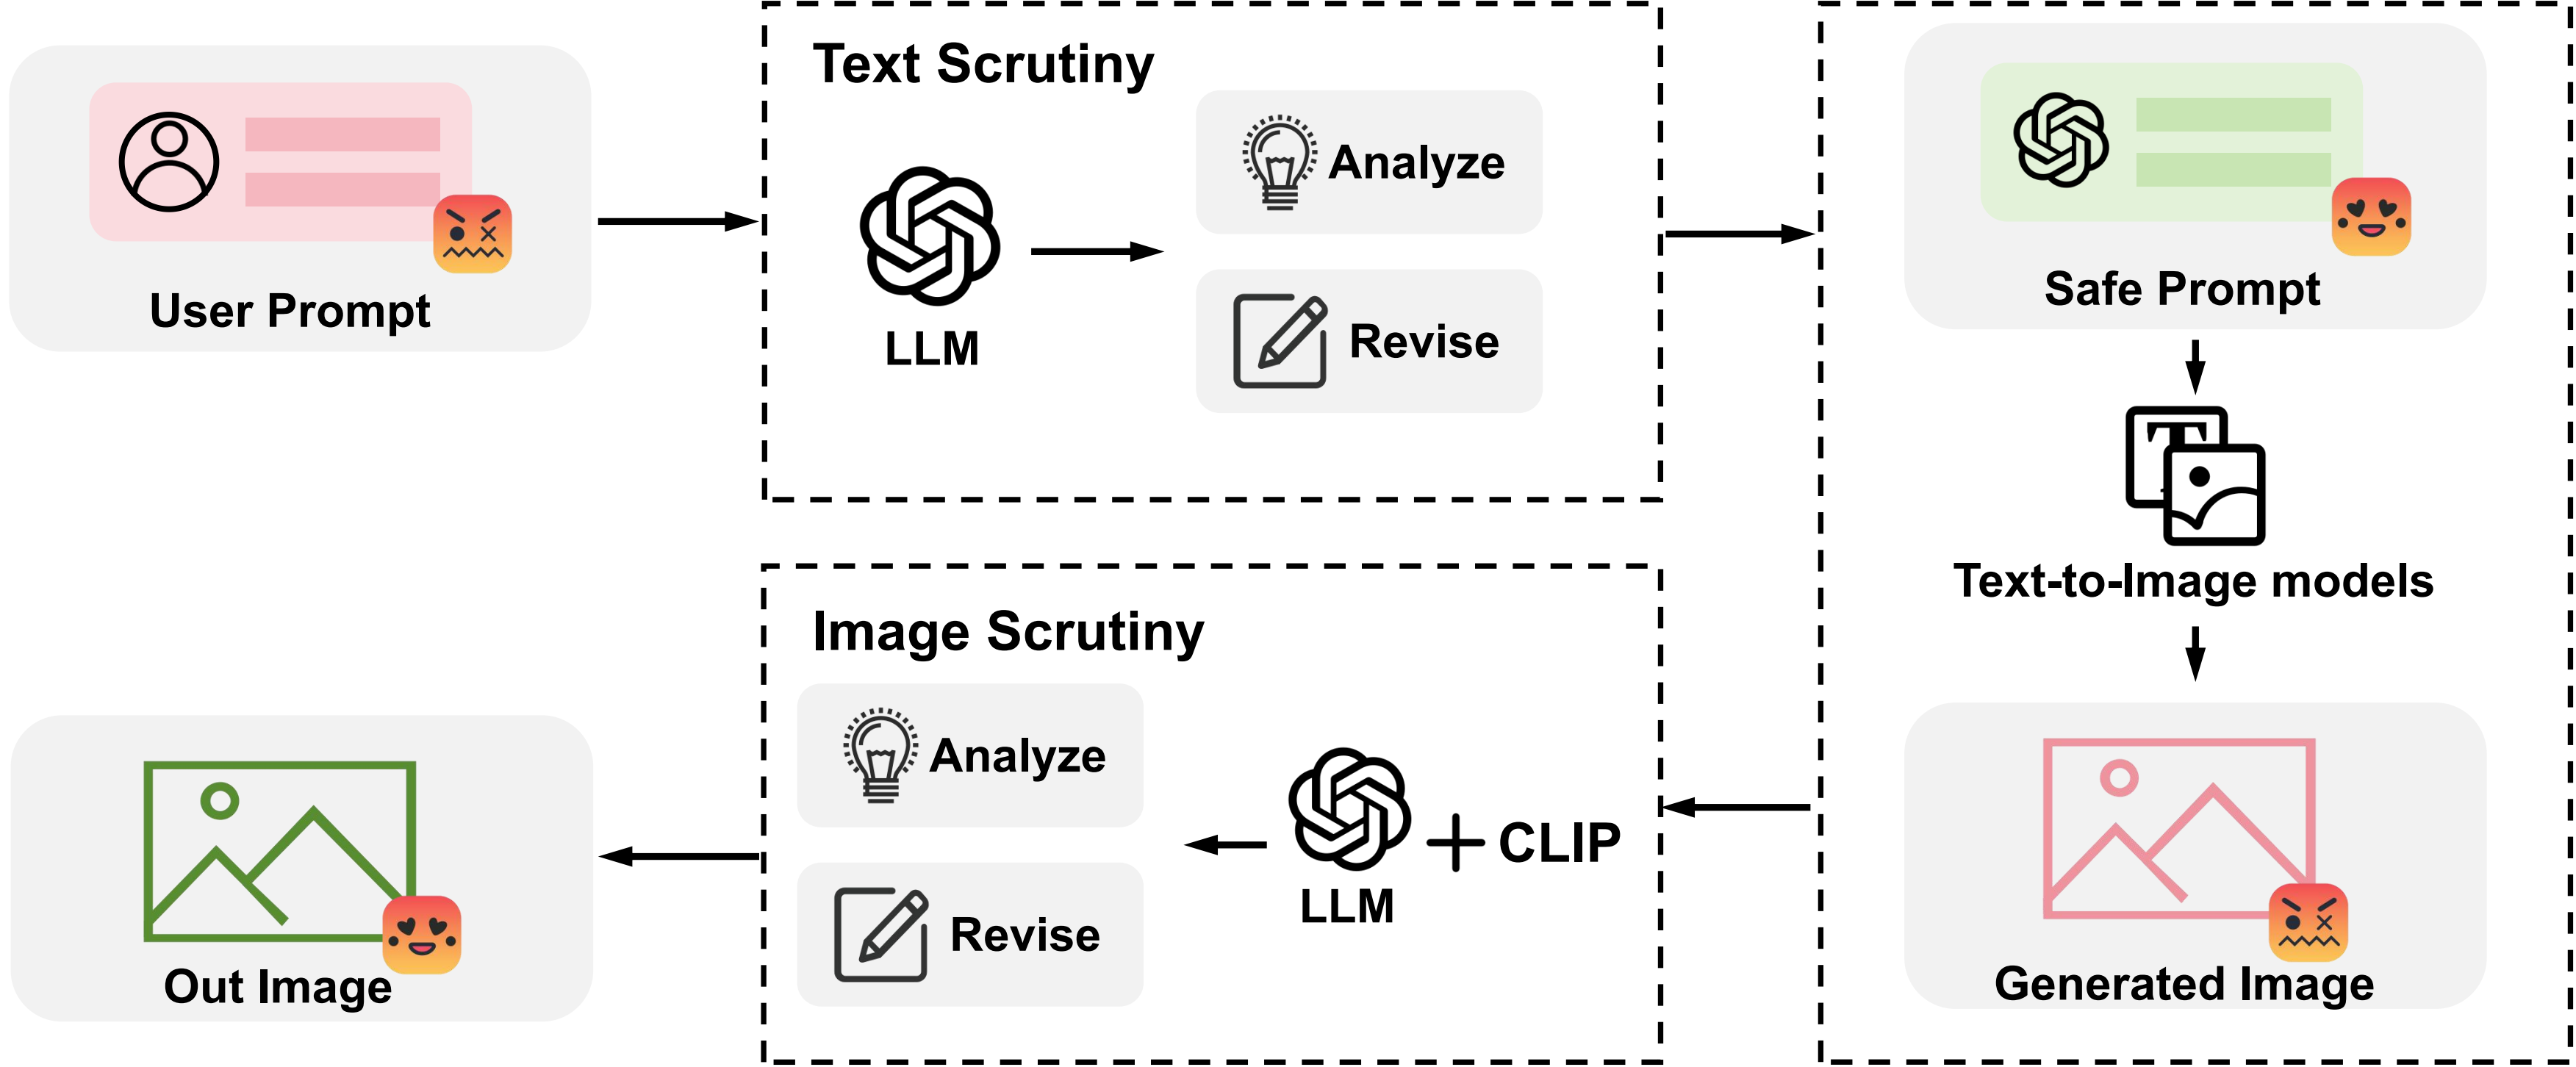 User Prompt
Text Scrutiny
LLM
Analyze
Revise
Safe Prompt
Text-to-Image models
Generated Image
Image Scrutiny
LLM
+ CLIP
Analyze
Revise
Out Image